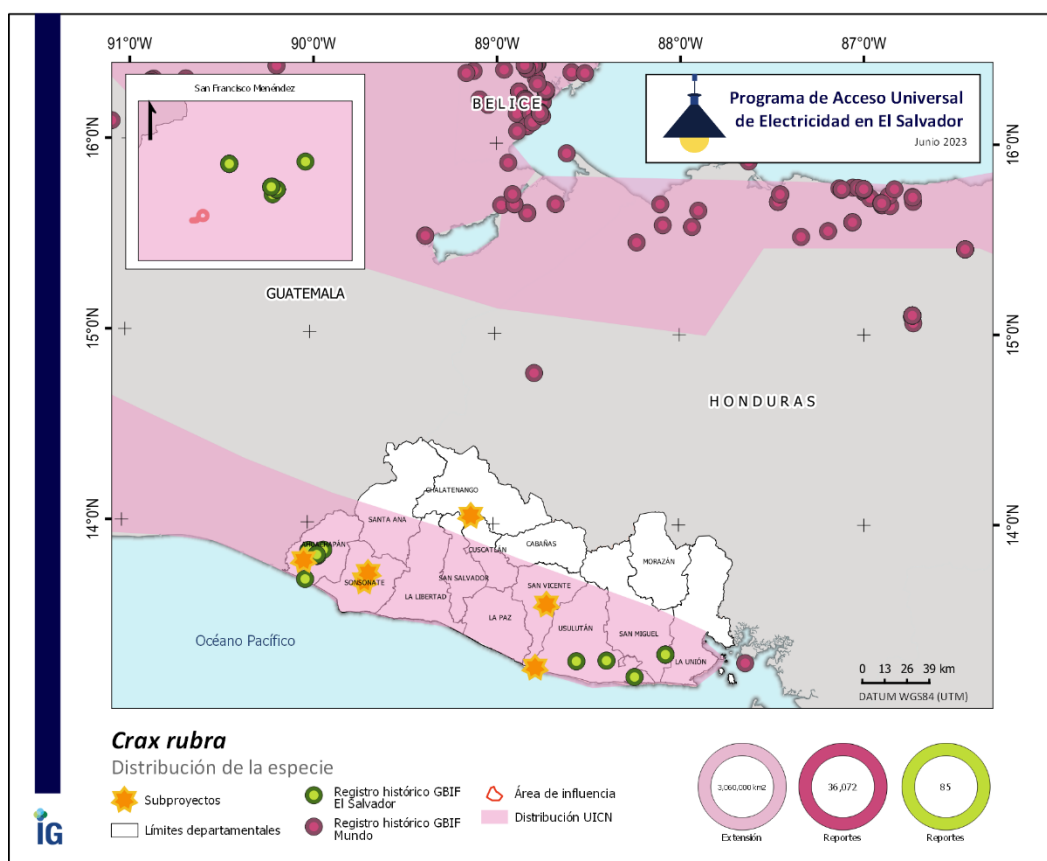 91°0'W
90°0'W
89°0'W
88°0'W
87°0'W
San Francisco Menéndez
BELICE
Programa de Acceso Universal
de Electricidad en El Salvador
Junio 2023
16°0'N
16°0'N
GUATEMALA
15°0'N
15°0'N
HONDURAS
CHALATENANGO
14°0'N
14°0'N
SANTA ANA
AHUACHAPÁN
CUSCATLÁN
CABAÑAS
MORAZÁN
SONSONATE
SAN SALVADOR
SAN VICENTE
LA LIBERTAD
LA PAZ
USULUTÁN
SAN MIGUEL
LA UNIÓN
Océano Pacífico
0 13 26 39 km
DATUM WGS84 (UTM)
Crax rubra
Distribución de la especie
Subproyectos
Límites departamentales
Registro histórico GBIF
El Salvador
Registro histórico GBIF
Mundo
Área de influencia
Distribución UICN
3,060,000 km2
Extensión
36,072
Reportes
85
Reportes
IG